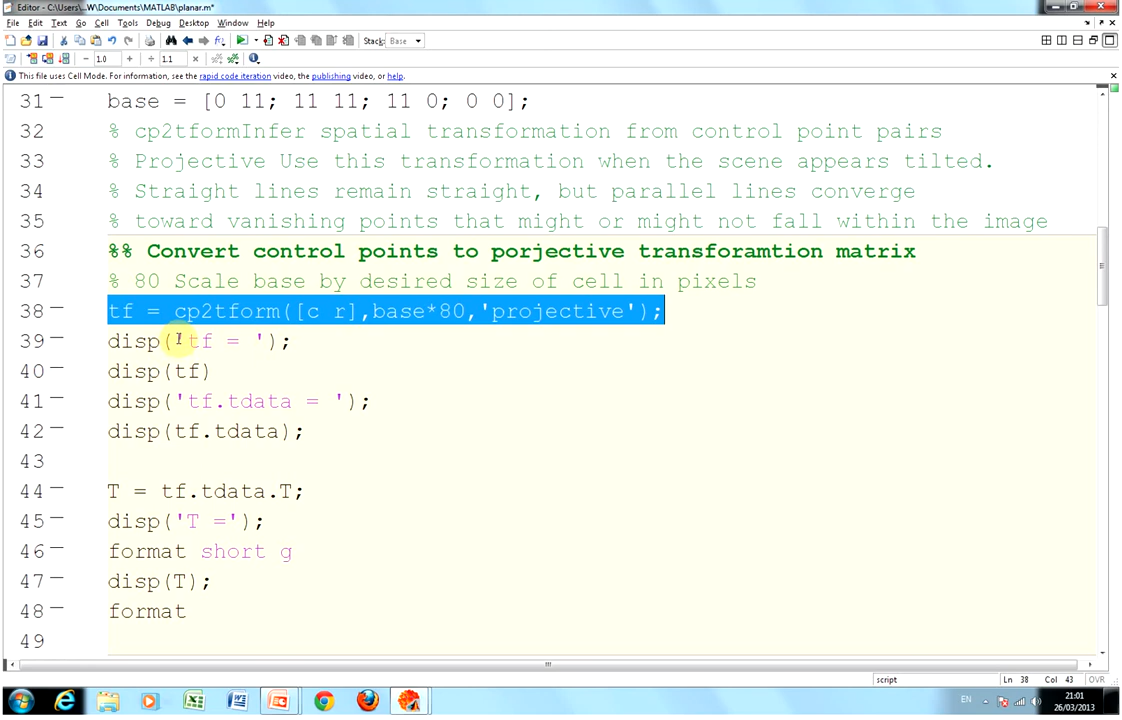 Editor - C:\Users\...W\Documents\MATLAB\planar.m*
File Edit Text Go Cell Tools Debug Desktop Window Help
Stack: Base
1.0 1.1
This file uses Cell Mode. For information, see the rapid code iteration video, the publishing video, or help.
31 base = [0 11; 11 11; 11 0; 0 0];
32 % cp2tformInfer spatial transformation from control point pairs
33 % Projective Use this transformation when the scene appears tilted.
34 % Straight lines remain straight, but parallel lines converge
35 % toward vanishing points that might or might not fall within the image
36 %% Convert control points to porjective transforamtion matrix
37 % 80 Scale base by desired size of cell in pixels
38 tf = cp2tform([c r],base*80,'projective');
39 disp('tf = ');
40 disp(tf)
41 disp('tf.tdata = ');
42 disp(tf.tdata);
43
44 T = tf.tdata.T;
45 disp('T =');
46 format short g
47 disp(T);
48 format
49
script Ln 38 Col 43 OVR
EN 21:01
26/03/2013